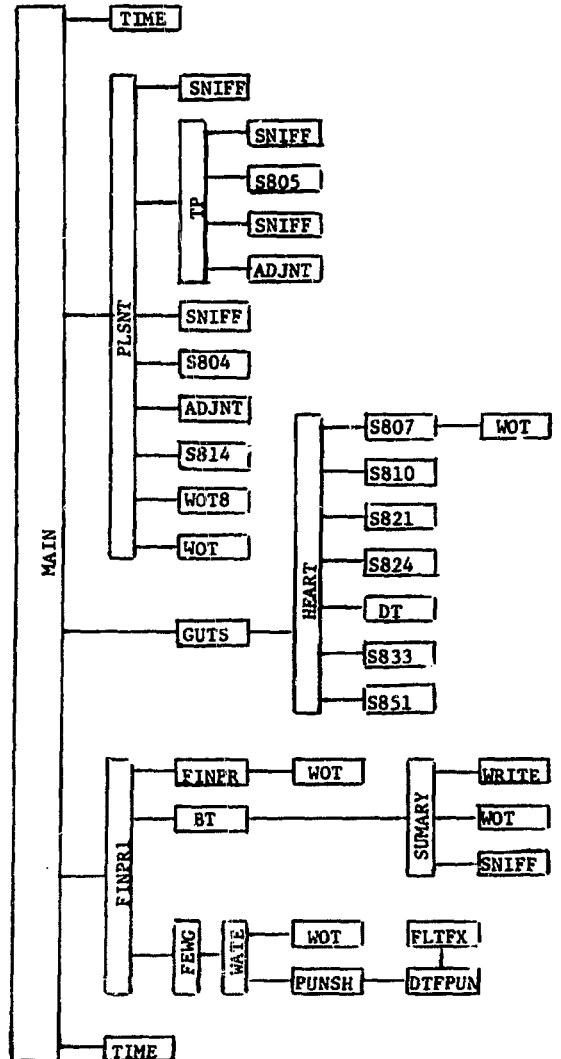 TIME
SNIFF
SNIFF
TP
S805
SNIFF
ADJNT
PLSNT
SNIFF
S804
ADJNT
S814
WOT8
WOT
MAIN
HEART
S807
WOT
S810
S821
S824
DT
S833
S851
GUTS
FINPR1
FINPR
WOT
BT
SUMARY
WRITE
WOT
SNIFF
FEWG
WATE
WOT
FLTFX
PUNSH
DTFPUN
TIME